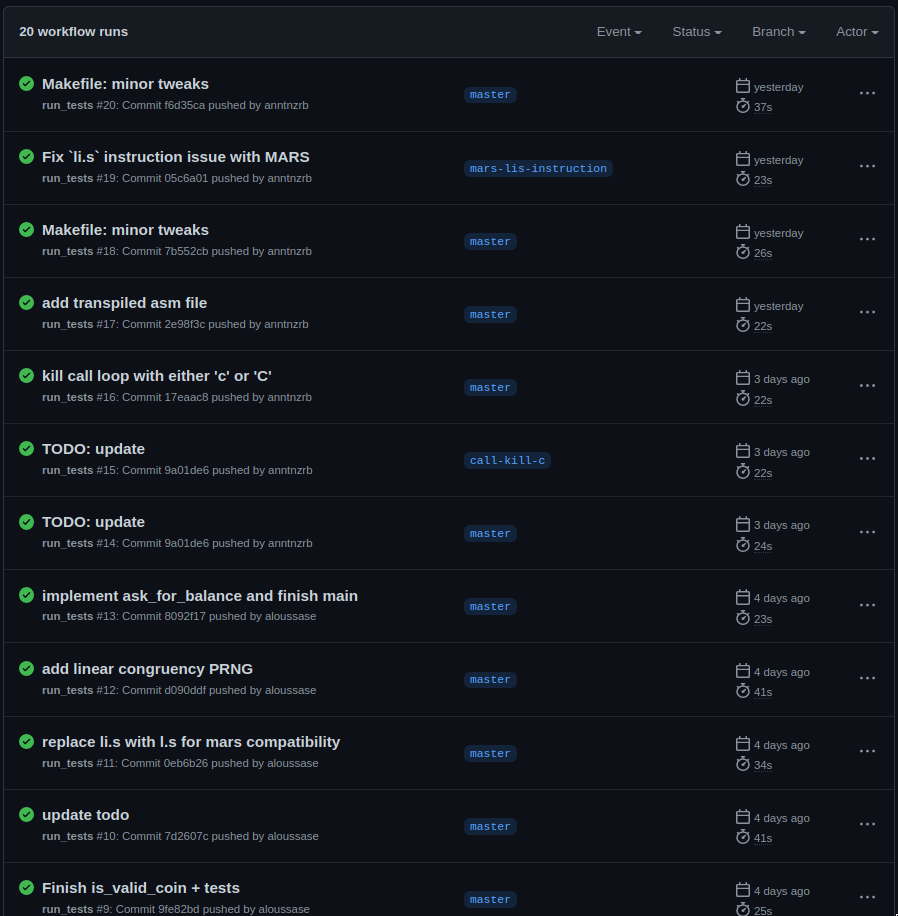 20 workflow runs Event Status Branch Actor
Makefile: minor tweaks
run_tests #20: Commit f6d35ca pushed by anntnzrb
master
yesterday
37s
Fix `li.s` instruction issue with MARS
run_tests #19: Commit 05c6a01 pushed by anntnzrb
mars-lis-instruction
yesterday
23s
Makefile: minor tweaks
run_tests #18: Commit 7b552cb pushed by anntnzrb
master
yesterday
26s
add transpiled asm file
run_tests #17: Commit 2e98f3c pushed by anntnzrb
master
yesterday
22s
kill call loop with either 'c' or 'C'
run_tests #16: Commit 17eaac8 pushed by anntnzrb
master
3 days ago
22s
TODO: update
run_tests #15: Commit 9a01de6 pushed by anntnzrb
call-kill-c
3 days ago
22s
TODO: update
run_tests #14: Commit 9a01de6 pushed by anntnzrb
master
3 days ago
24s
implement ask_for_balance and finish main
run_tests #13: Commit 8092f17 pushed by aloussase
master
4 days ago
23s
add linear congruency PRNG
run_tests #12: Commit d090ddf pushed by aloussase
master
4 days ago
41s
replace li.s with l.s for mars compatibility
run_tests #11: Commit 0eb6b26 pushed by aloussase
master
4 days ago
34s
update todo
run_tests #10: Commit 7d2607c pushed by aloussase
master
4 days ago
41s
Finish is_valid_coin + tests
run_tests #9: Commit 9fe82bd pushed by aloussase
master
4 days ago
25s